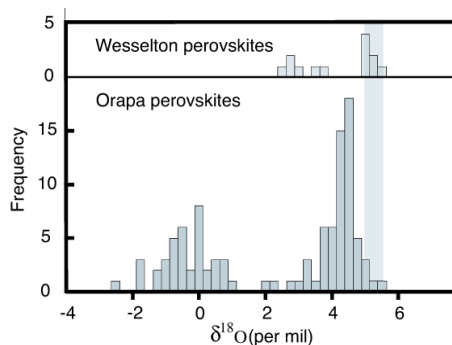 5
Wesselton perovskites
0
Orapa perovskites
15
10
5
0
Frequency
-4 -2 0 2 4 6
δ18O(per mil)